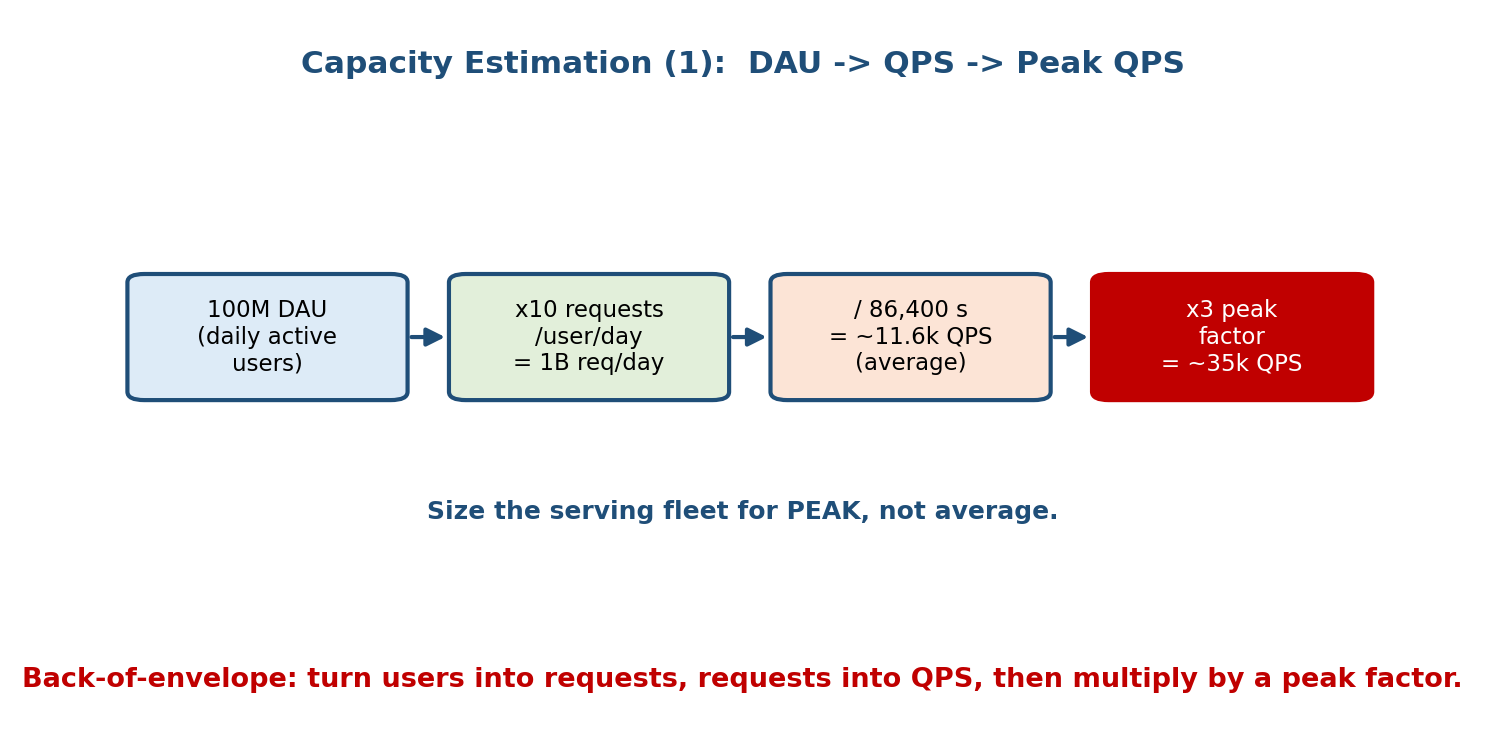 Capacity Estimation (1):  DAU -> QPS -> Peak QPS
100M DAU
(daily active
users)
x10 requests
/user/day
= 1B req/day
/ 86,400 s
= ~11.6k QPS
(average)
x3 peak
factor
= ~35k QPS
Size the serving fleet for PEAK, not average.
Back-of-envelope: turn users into requests, requests into QPS, then multiply by a peak factor.